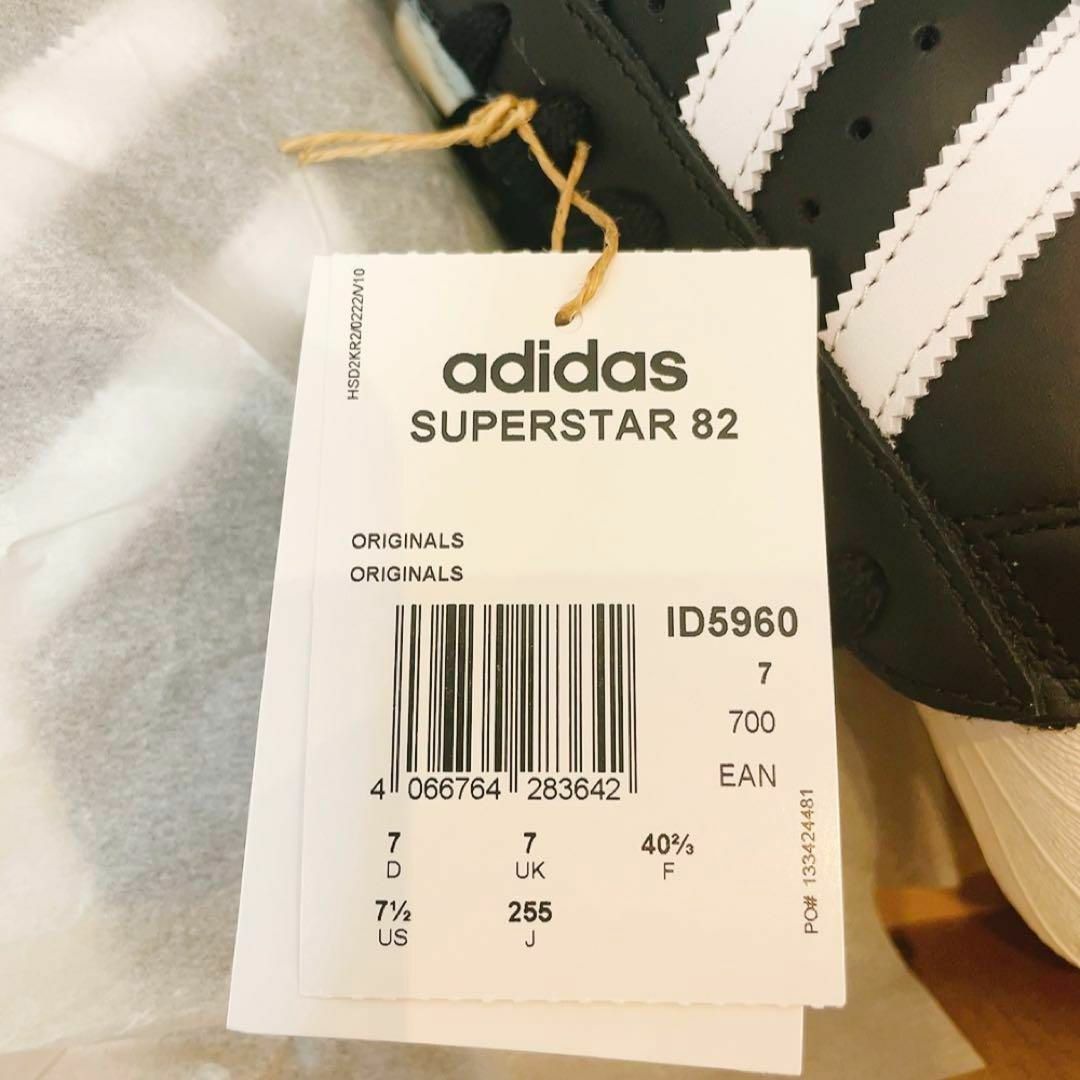 HSD2KR2/0222/V10
adidas
SUPERSTAR 82
ORIGINALS
ORIGINALS
ID5960
7
700
EAN
4 066764 283642
7 7 40⅔
D UK F
7½ 255
US J
PO# 133424481